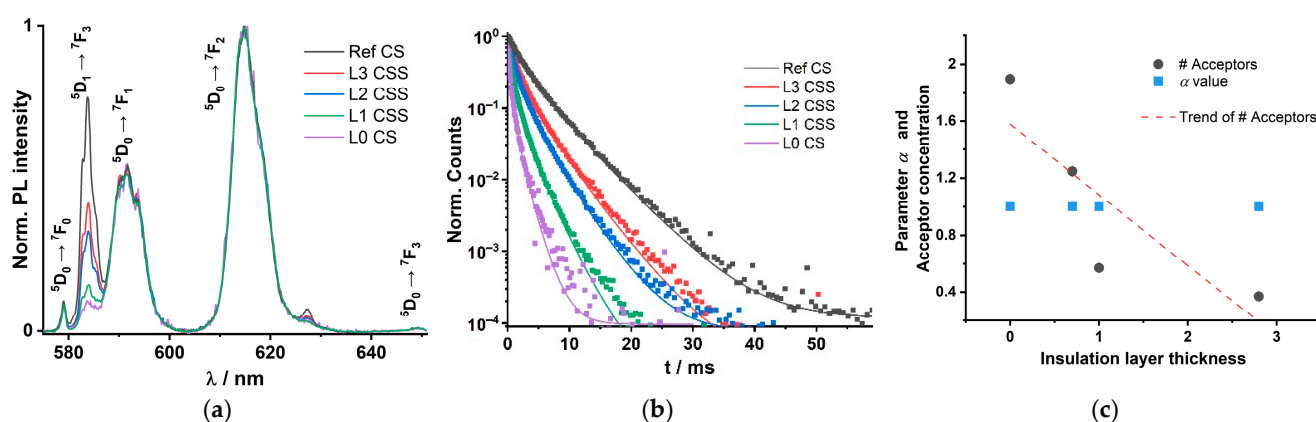 1
⁵D₁ → ⁷F₃
⁵D₀ → ⁷F₂
Ref CS
L3 CSS
L2 CSS
L1 CSS
L0 CS
⁵D₀ → ⁷F₁
⁵D₀ → ⁷F₀
⁵D₀ → ⁷F₃
Norm. PL intensity
0
580 600 620 640
λ / nm
(a)
10⁰
10⁻¹
10⁻²
10⁻³
10⁻⁴
Norm. Counts
Ref CS
L3 CSS
L2 CSS
L1 CSS
L0 CS
0 10 20 30 40 50
t / ms
(b)
2.0
1.6
1.2
0.8
0.4
Parameter α and
Acceptor concentration
# Acceptors
α value
Trend of # Acceptors
0 1 2 3
Insulation layer thickness
(c)